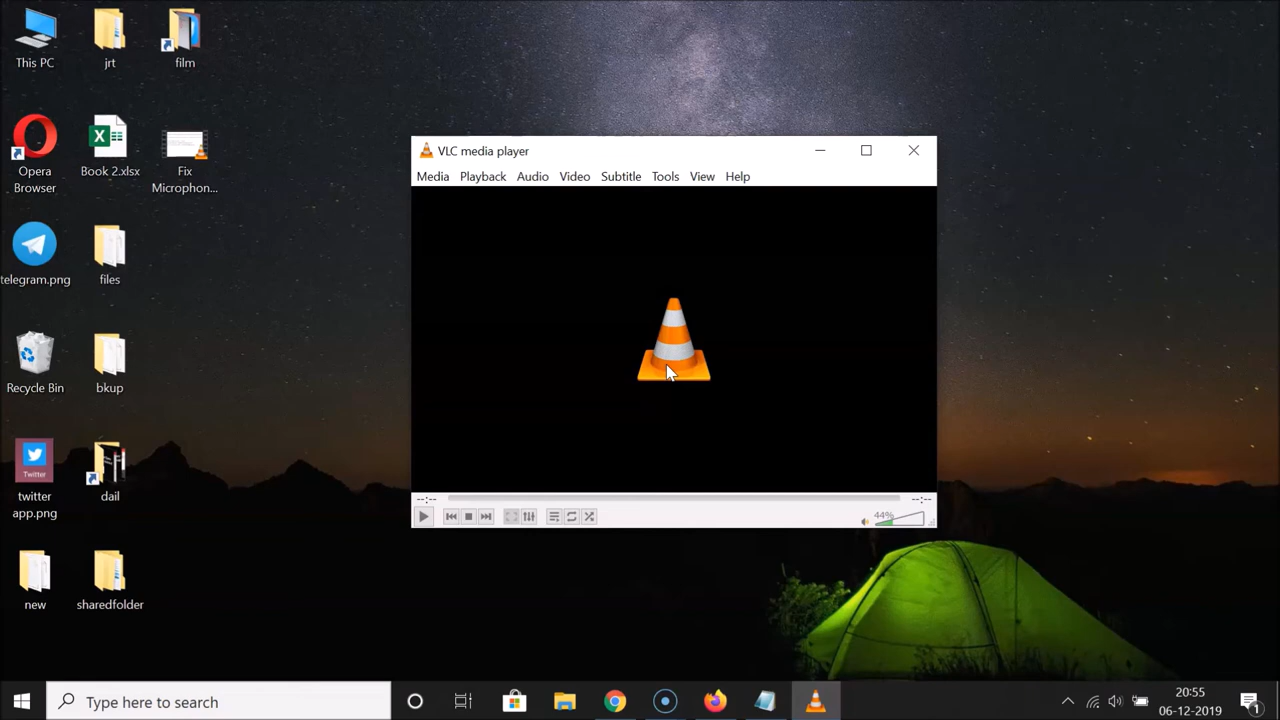 This PC
jrt
film
Opera
Browser
Book 2.xlsx
Fix
Microphon...
telegram.png
files
Recycle Bin
bkup
Twitter
twitter
app.png
dail
new
sharedfolder
VLC media player
Media Playback Audio Video Subtitle Tools View Help
--:-- --:--
44%
Type here to search
20:55
06-12-2019
1